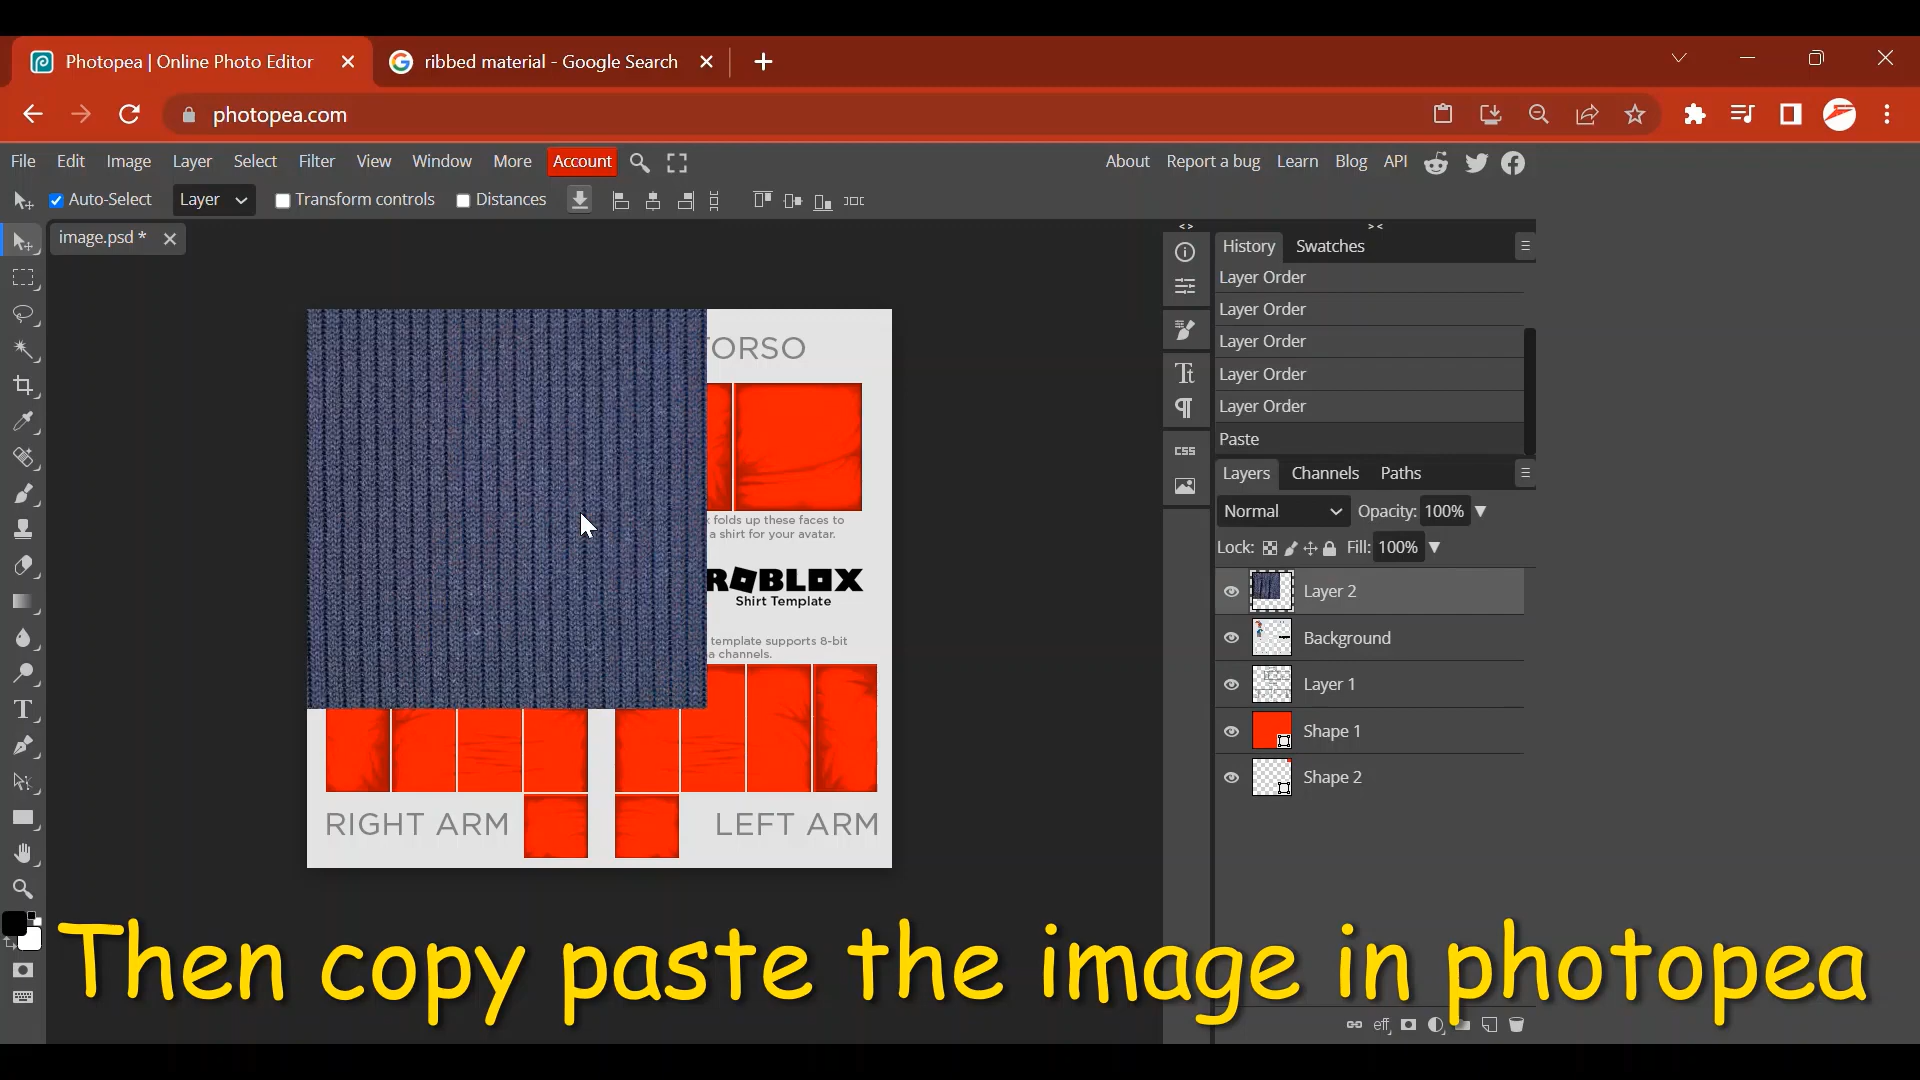 Photopea | Online Photo Editor
ribbed material - Google Search
photopea.com
File Edit Image Layer Select Filter View Window More Account
About Report a bug Learn Blog API
Auto-Select Layer Transform controls Distances
image.psd *
History Swatches
Layer Order
Layer Order
Layer Order
Layer Order
Layer Order
Paste
CSS
Layers Channels Paths
Normal Opacity: 100%
Lock: Fill: 100%
Layer 2
Background
Layer 1
Shape 1
Shape 2
eff
TORSO
folds up these faces to
a shirt for your avatar.
ROBLOX
Shirt Template
template supports 8-bit
channels.
RIGHT ARM
LEFT ARM
Then copy paste the image in photopea